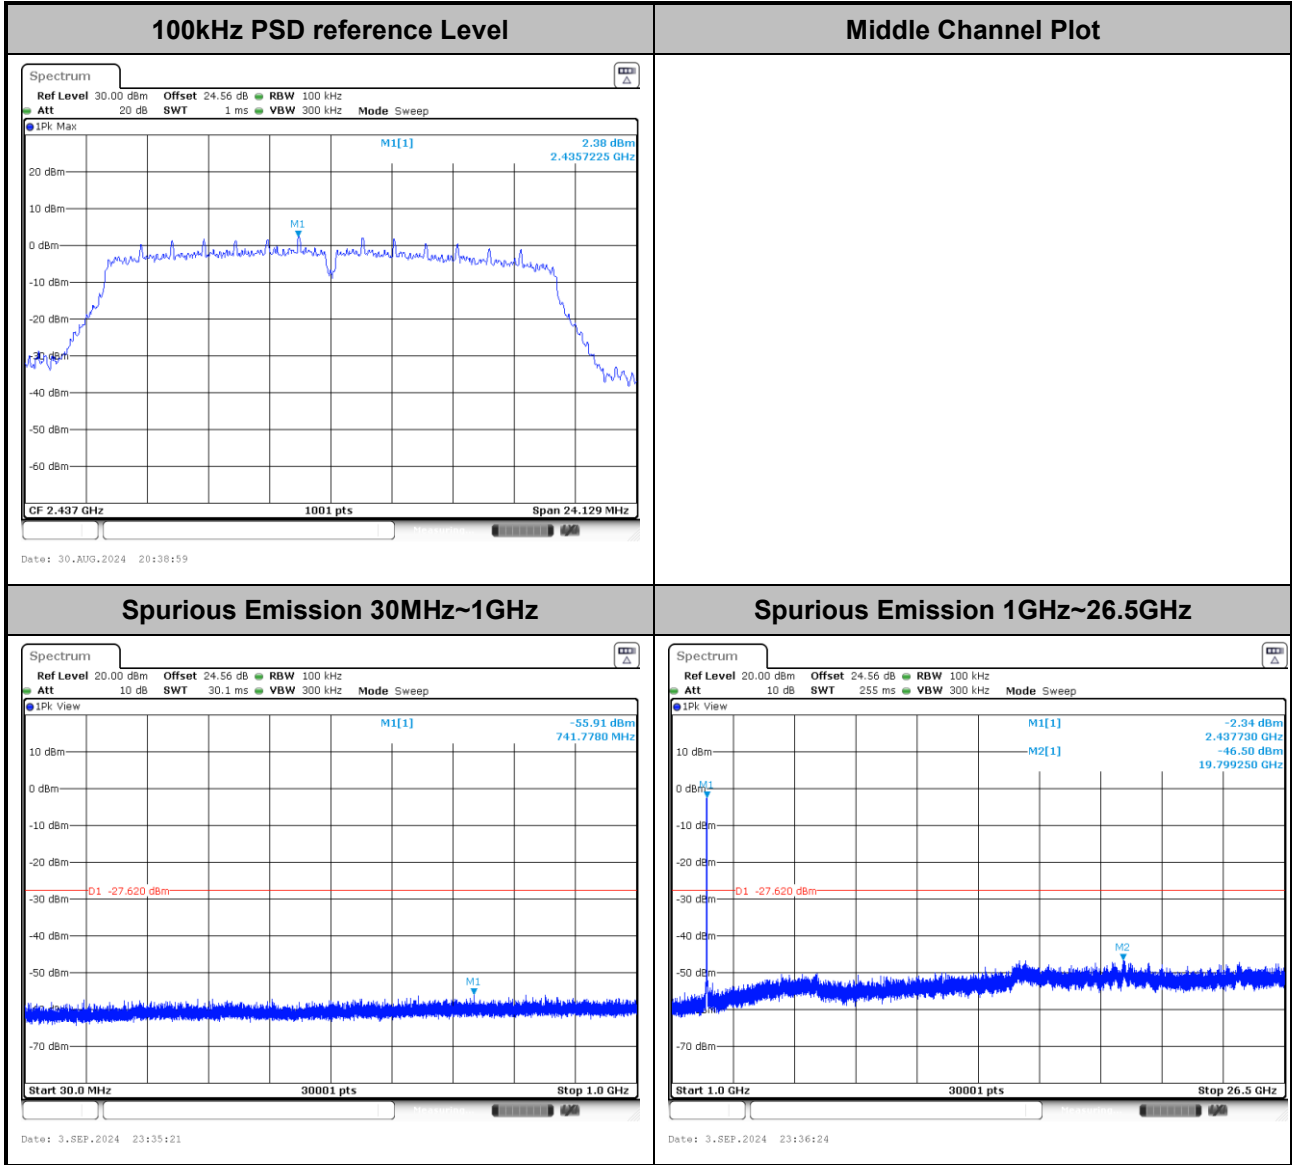 100kHz PSD reference Level
Middle Channel Plot
Spectrum
Ref Level 30.00 dBm Offset 24.56 dB RBW 100 kHz
Att 20 dB SWT 1 ms VBW 300 kHz Mode Sweep
1Pk Max
M1[1] 2.38 dBm
2.4357225 GHz
20 dBm
10 dBm
M1
0 dBm
-10 dBm
-20 dBm
-30 dBm
-40 dBm
-50 dBm
-60 dBm
CF 2.437 GHz 1001 pts Span 24.129 MHz
Date: 30.AUG.2024 20:38:59
Spurious Emission 30MHz~1GHz
Spurious Emission 1GHz~26.5GHz
Spectrum
Ref Level 20.00 dBm Offset 24.56 dB RBW 100 kHz
Att 10 dB SWT 30.1 ms VBW 300 kHz Mode Sweep
1Pk View
M1[1] -55.91 dBm
741.7780 MHz
10 dBm
0 dBm
-10 dBm
-20 dBm
D1 -27.620 dBm
-30 dBm
-40 dBm
-50 dBm
M1
-70 dBm
Start 30.0 MHz 30001 pts Stop 1.0 GHz
Date: 3.SEP.2024 23:35:21
Spectrum
Ref Level 20.00 dBm Offset 24.56 dB RBW 100 kHz
Att 10 dB SWT 255 ms VBW 300 kHz Mode Sweep
1Pk View
M1[1] -2.34 dBm
2.437730 GHz
10 dBm M2[1] -46.50 dBm
19.799250 GHz
0 dBm M1
-10 dBm
-20 dBm
D1 -27.620 dBm
-30 dBm
-40 dBm
M2
-50 dBm
-70 dBm
Start 1.0 GHz 30001 pts Stop 26.5 GHz
Date: 3.SEP.2024 23:36:24